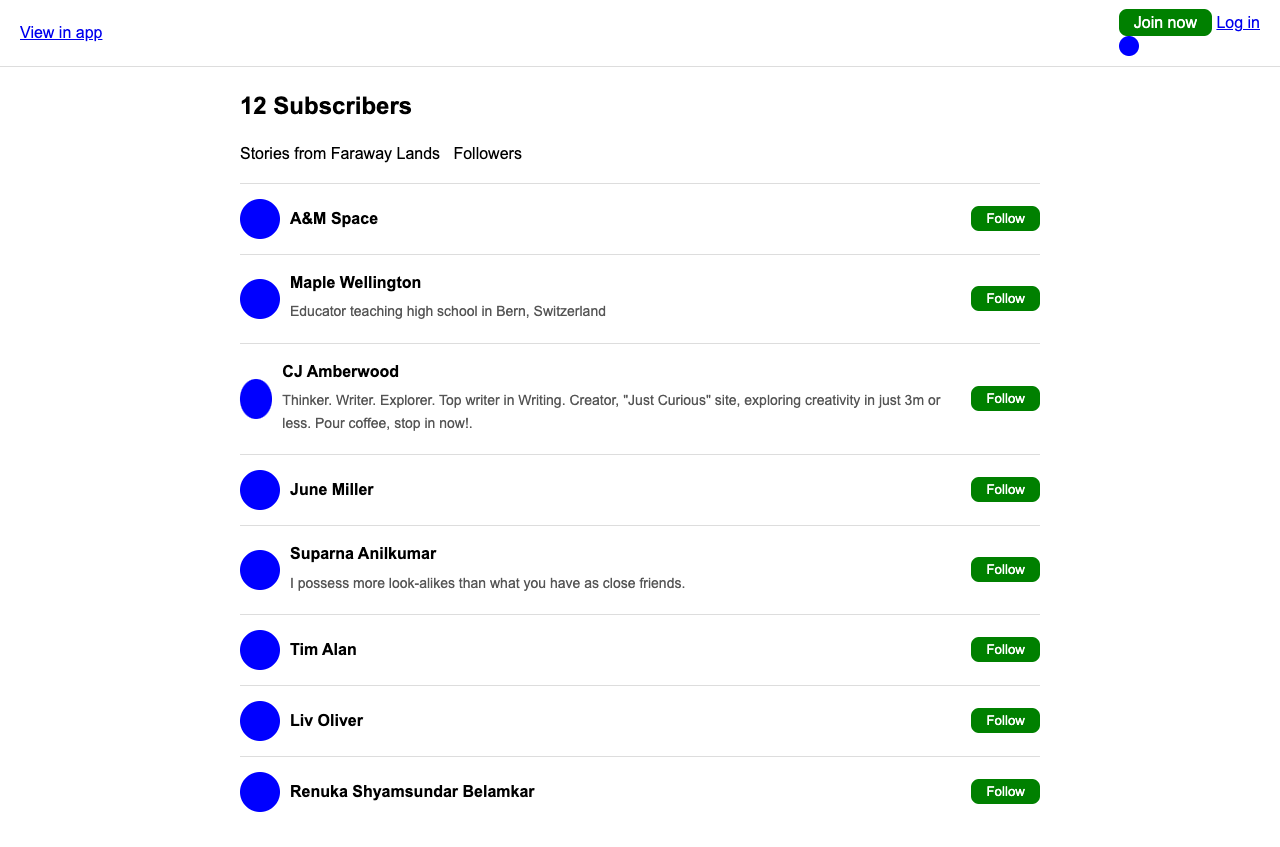 View in app
Join now Log in
12 Subscribers
Stories from Faraway Lands Followers
A&M Space
Follow
Maple Wellington
Educator teaching high school in Bern, Switzerland
Follow
CJ Amberwood
Thinker. Writer. Explorer. Top writer in Writing. Creator, "Just Curious" site, exploring creativity in just 3m or
less. Pour coffee, stop in now!.
Follow
June Miller
Follow
Suparna Anilkumar
I possess more look-alikes than what you have as close friends.
Follow
Tim Alan
Follow
Liv Oliver
Follow
Renuka Shyamsundar Belamkar
Follow